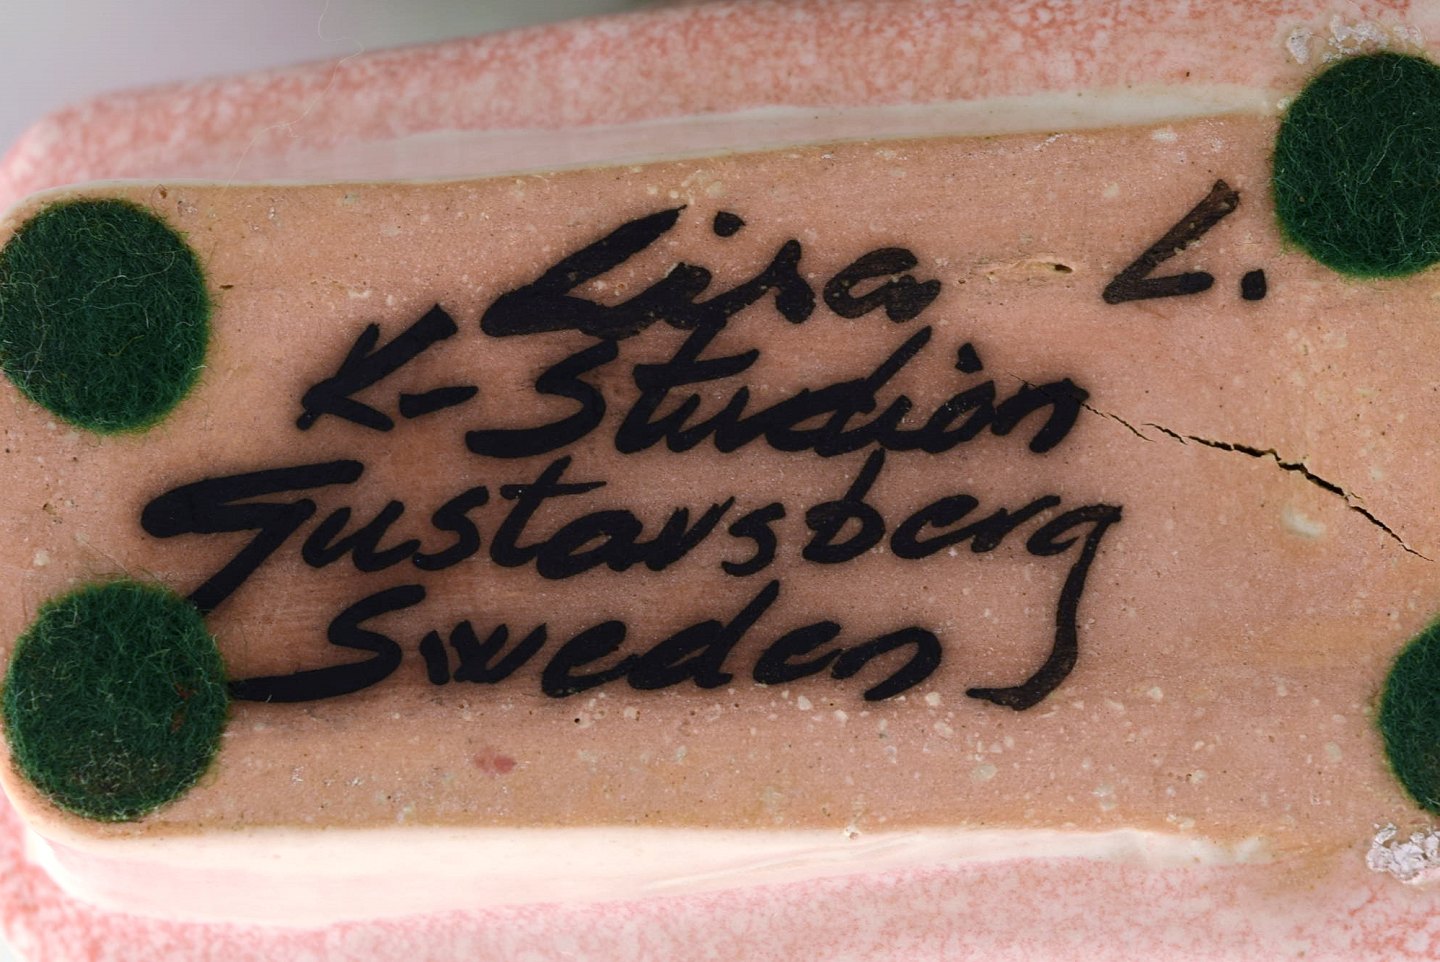 Lisa L.
K-Studion
Gustavsberg
Sweden